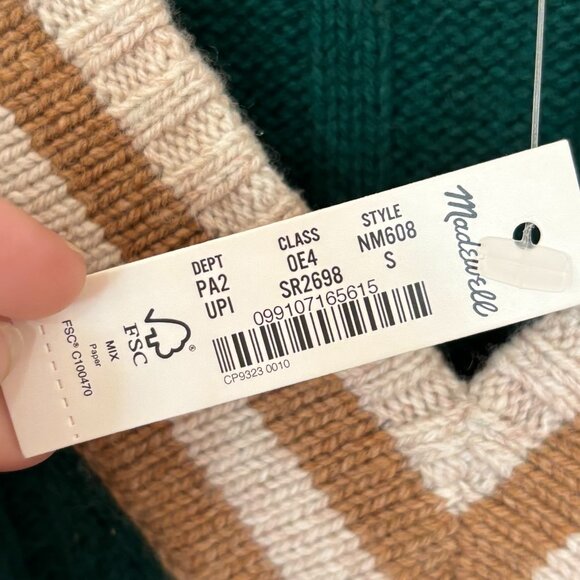 DEPT CLASS STYLE
PA2 0E4 NM608
UPI SR2698 S
Madewell
099107165615
CP9323 0010
FSC
®
MIX
Paper
FSC® C100470